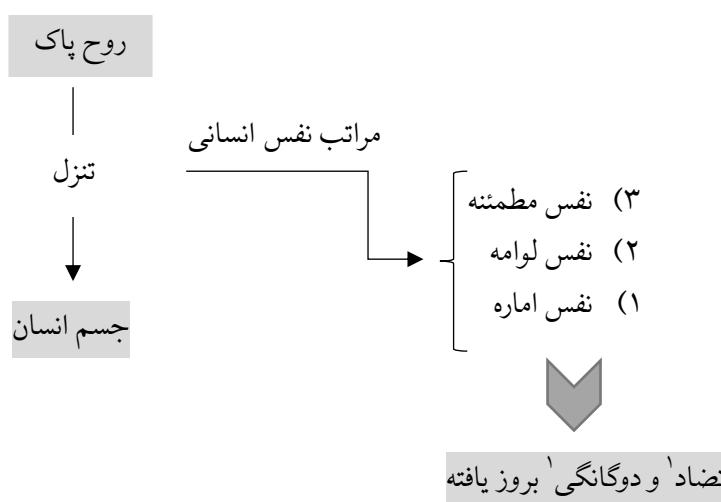 روح پاک
مراتب نفس انسانی
تنزل
۳) نفس مطمئنه
۲) نفس لوامه
۱) نفس اماره
جسم انسان
تضاد۱ و دوگانگی۱ بروز یافته